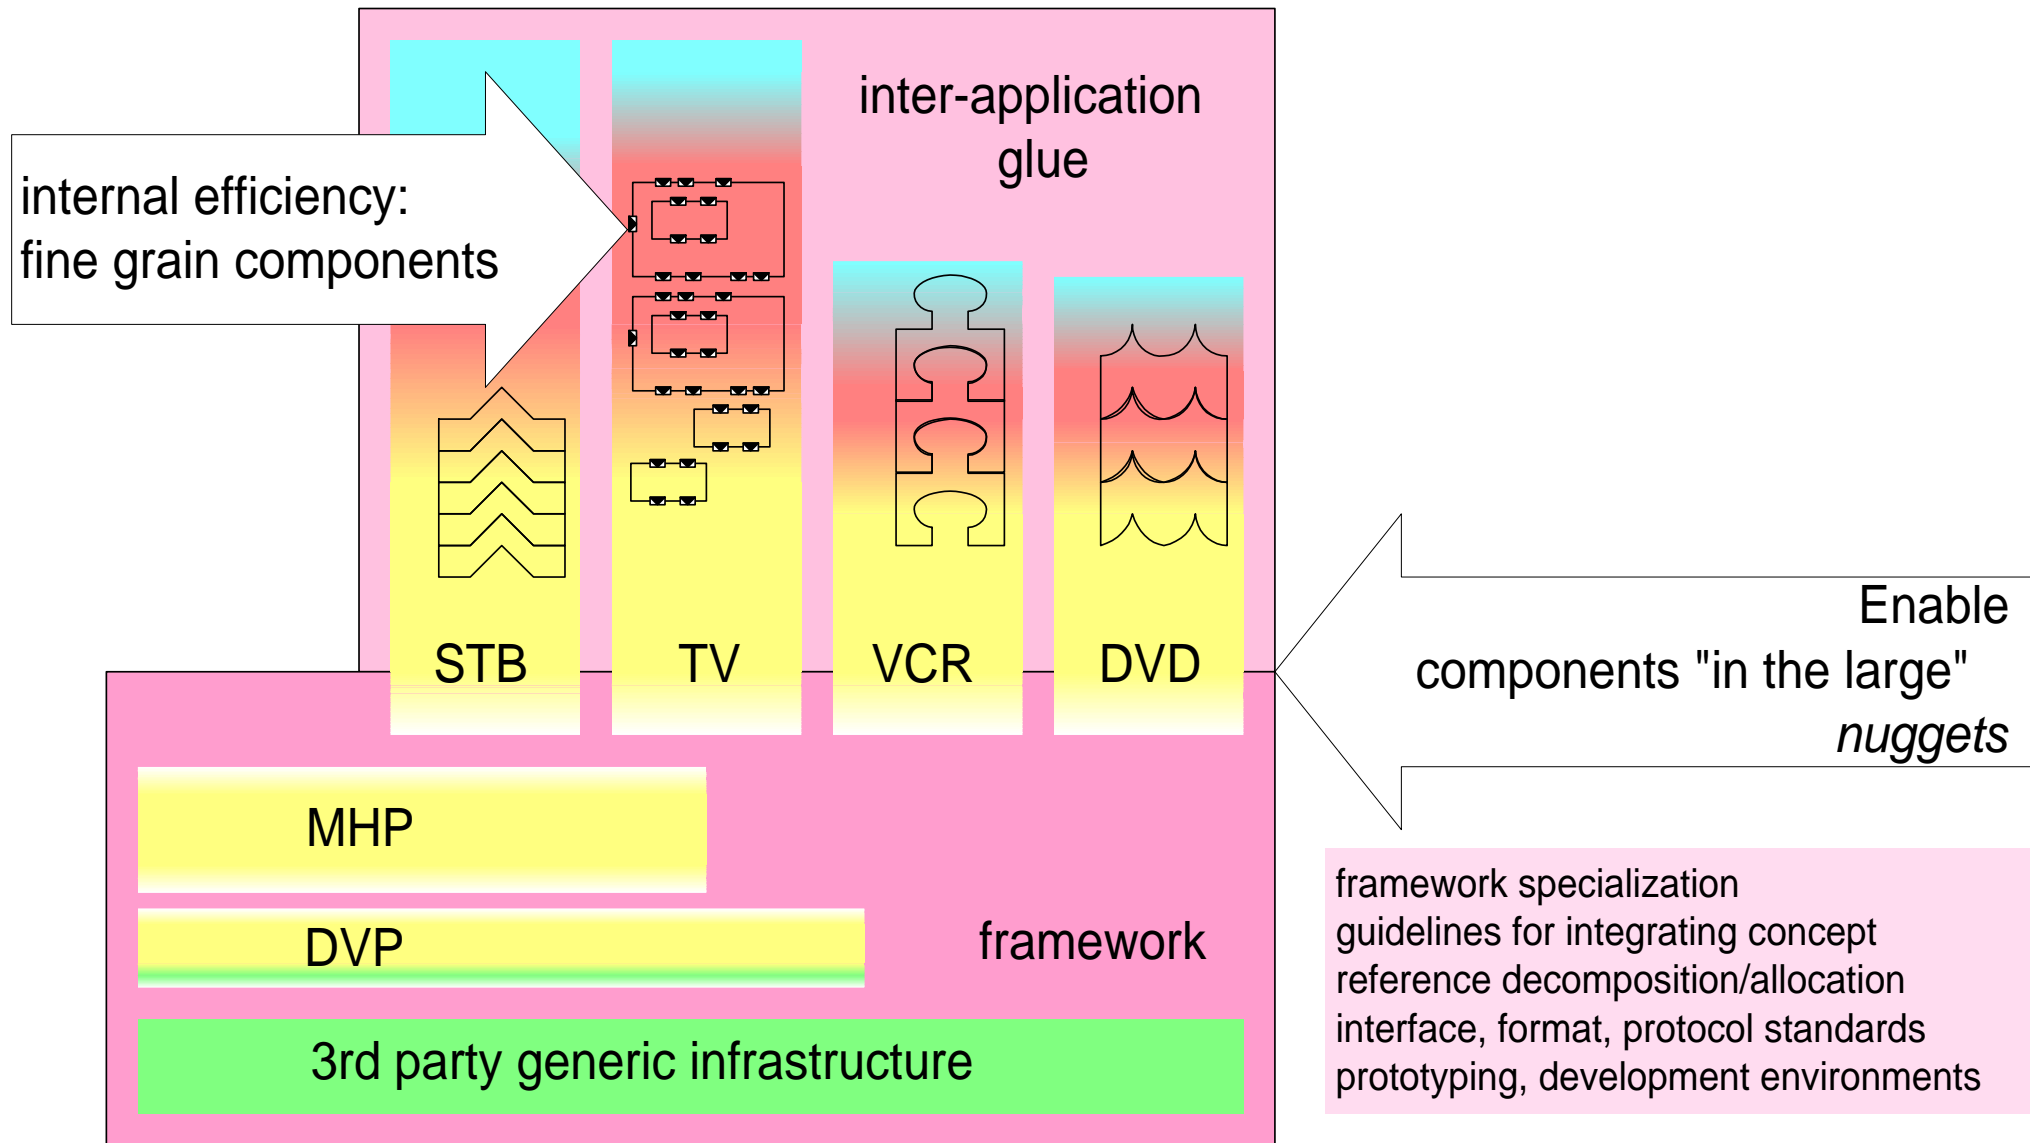 inter-application
glue
internal efficiency:
fine grain components
STB
TV
VCR
DVD
Enable
components "in the large"
nuggets
MHP
DVP
framework
3rd party generic infrastructure
framework specialization
guidelines for integrating concept
reference decomposition/allocation
interface, format, protocol standards
prototyping, development environments